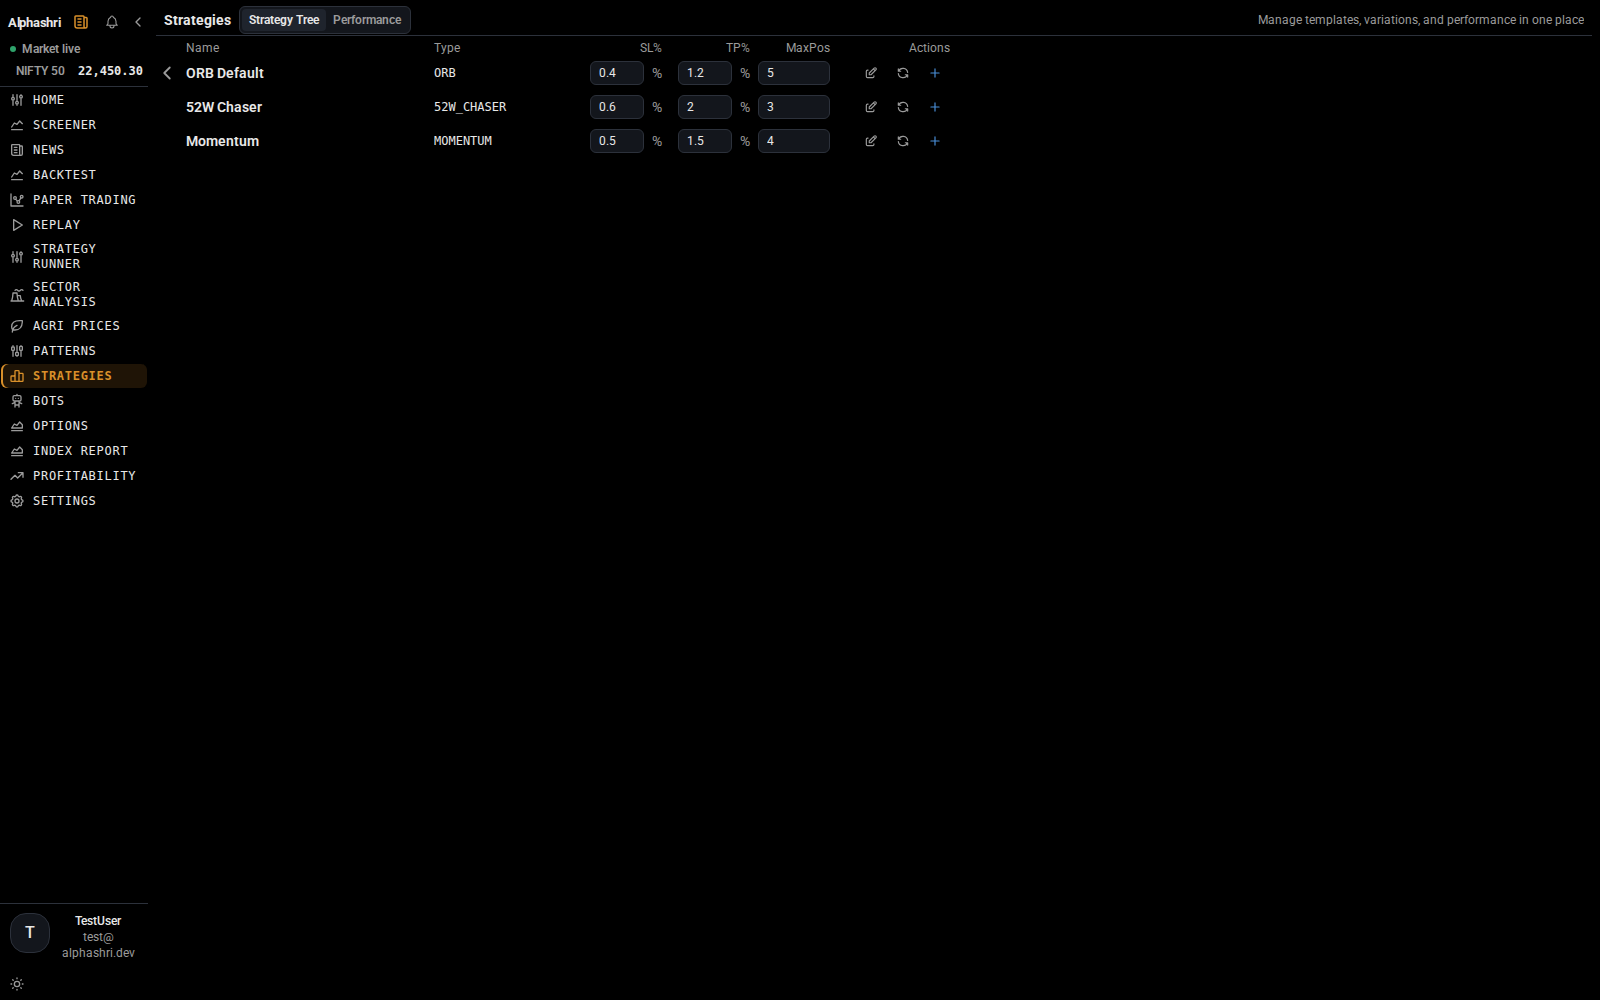 Alphashri
Market live
NIFTY 50 22,450.30
HOME
SCREENER
NEWS
BACKTEST
PAPER TRADING
REPLAY
STRATEGY
RUNNER
SECTOR
ANALYSIS
AGRI PRICES
PATTERNS
STRATEGIES
BOTS
OPTIONS
INDEX REPORT
PROFITABILITY
SETTINGS
T
TestUser
test@
alphashri.dev
Strategies Strategy Tree Performance Manage templates, variations, and performance in one place
Name Type SL% TP% MaxPos Actions
ORB Default ORB 0.4 % 1.2 % 5
52W Chaser 52W_CHASER 0.6 % 2 % 3
Momentum MOMENTUM 0.5 % 1.5 % 4